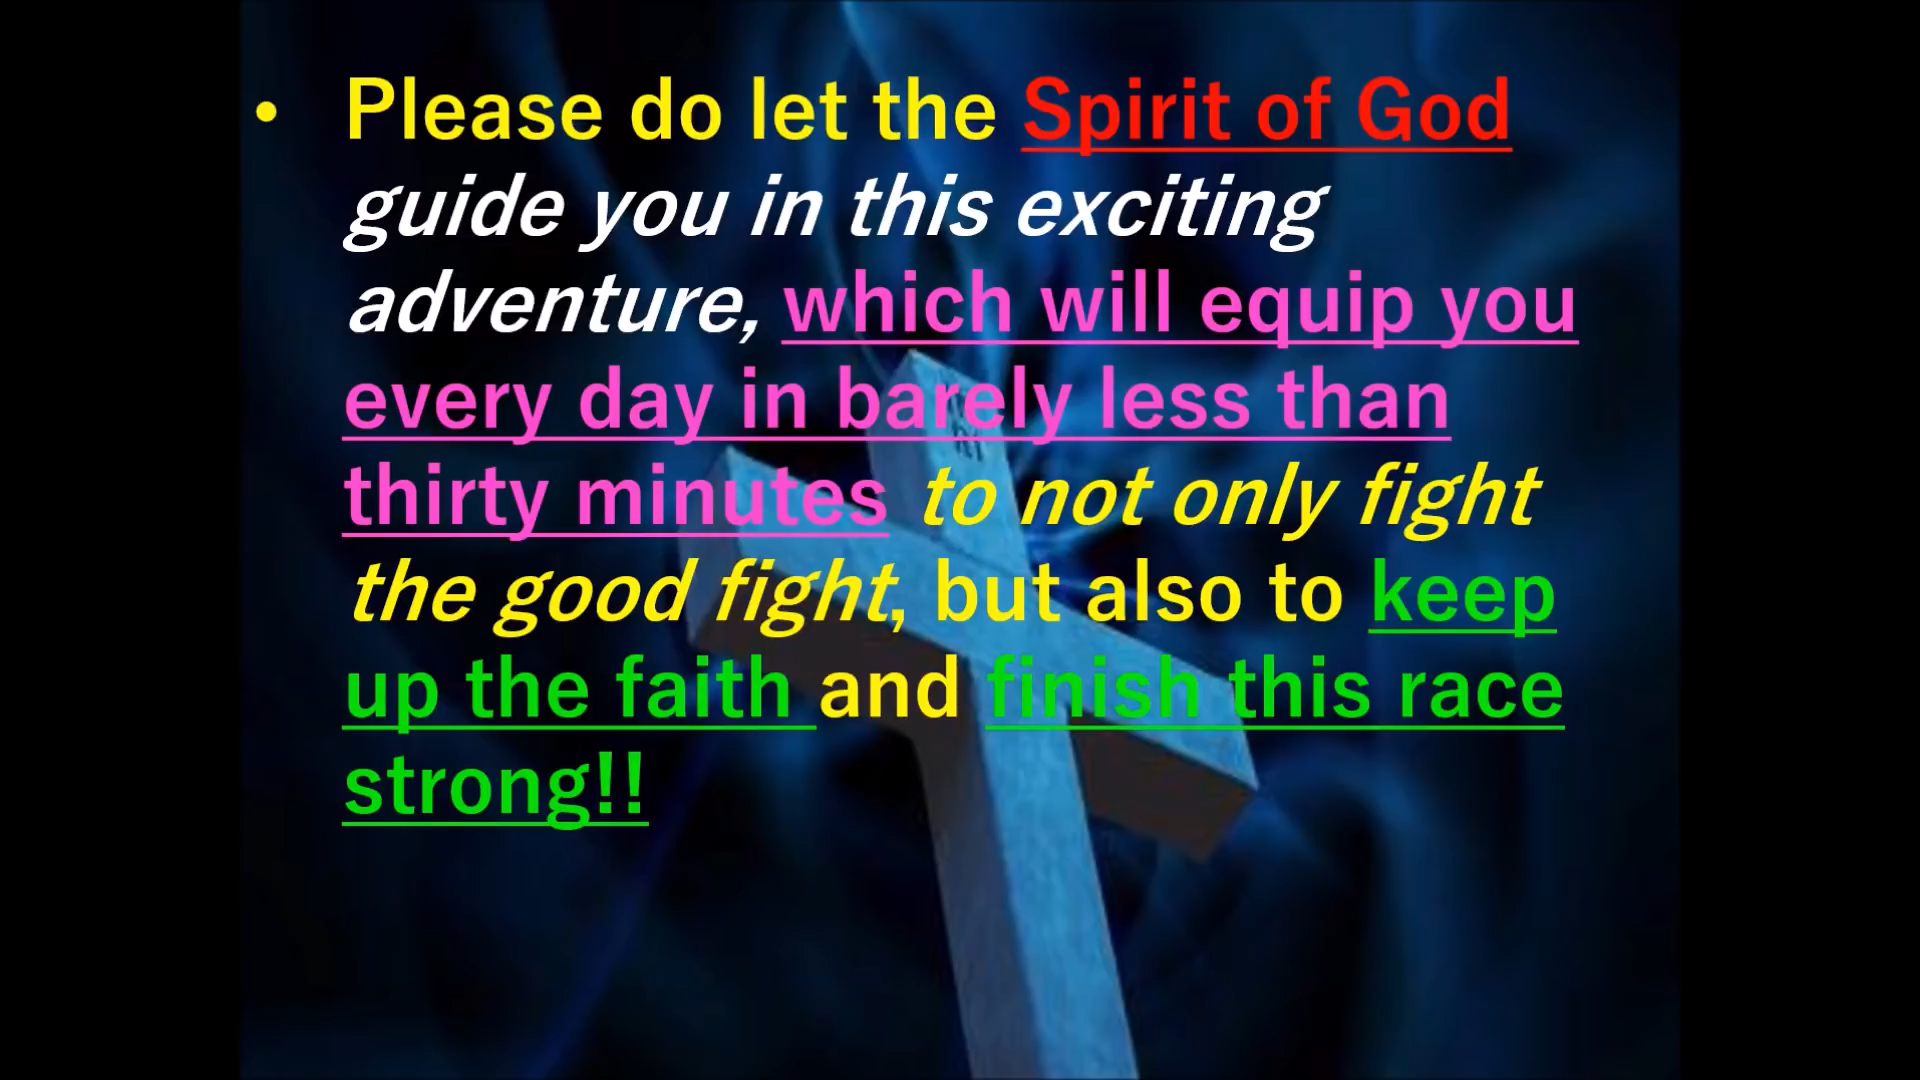 • Please do let the Spirit of God
guide you in this exciting
adventure, which will equip you
every day in barely less than
thirty minutes to not only fight
the good fight, but also to keep
up the faith and finish this race
strong!!